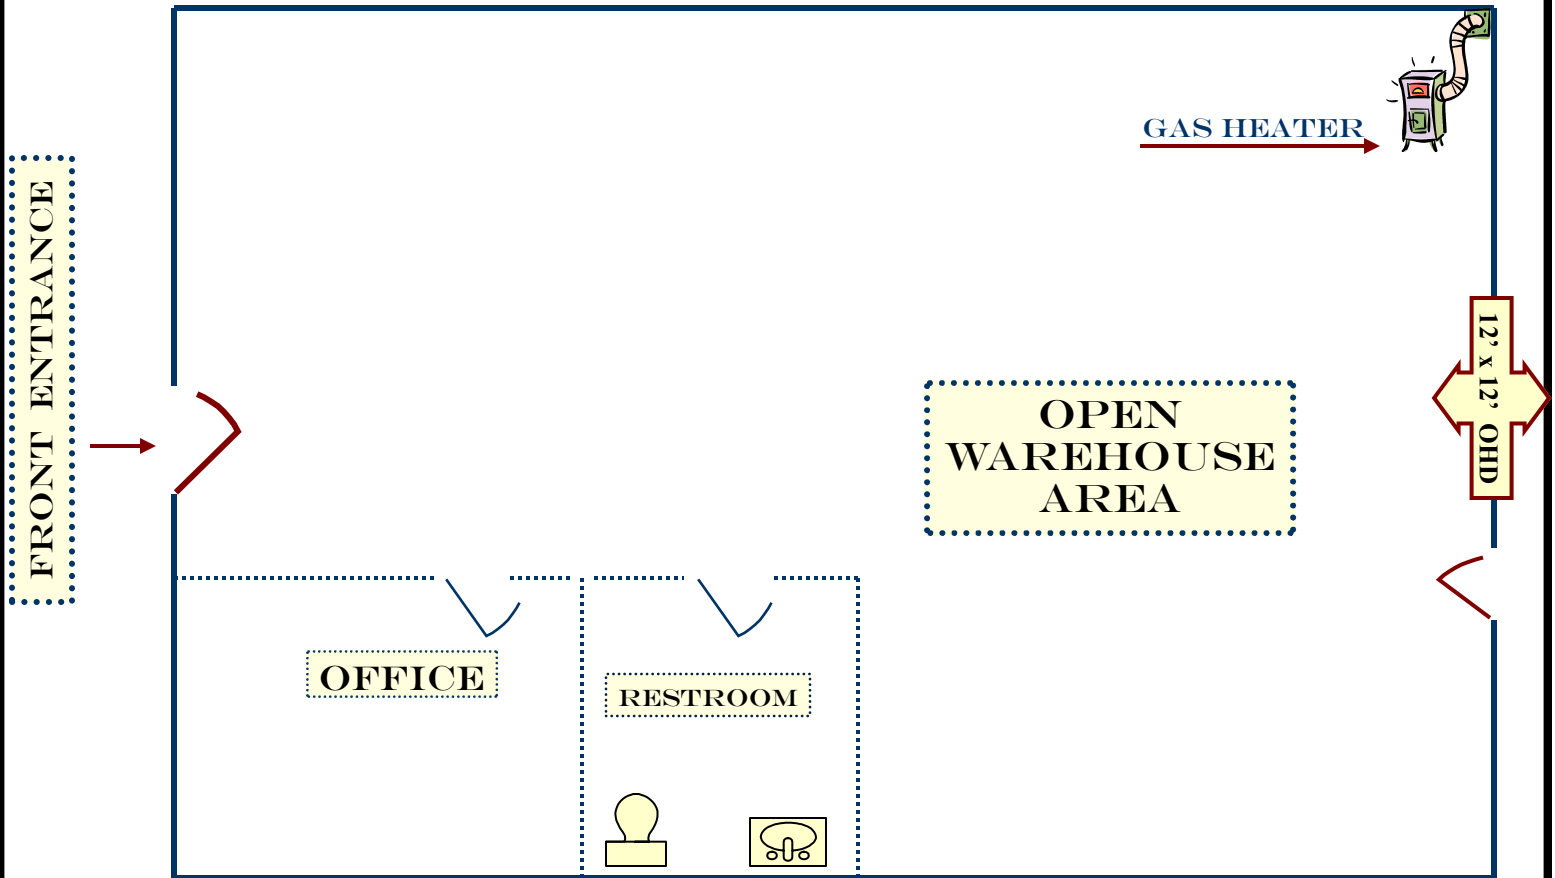 GAS HEATER
FRONT ENTRANCE
12' x 12' OHD
OPEN
WAREHOUSE
AREA
OFFICE
RESTROOM